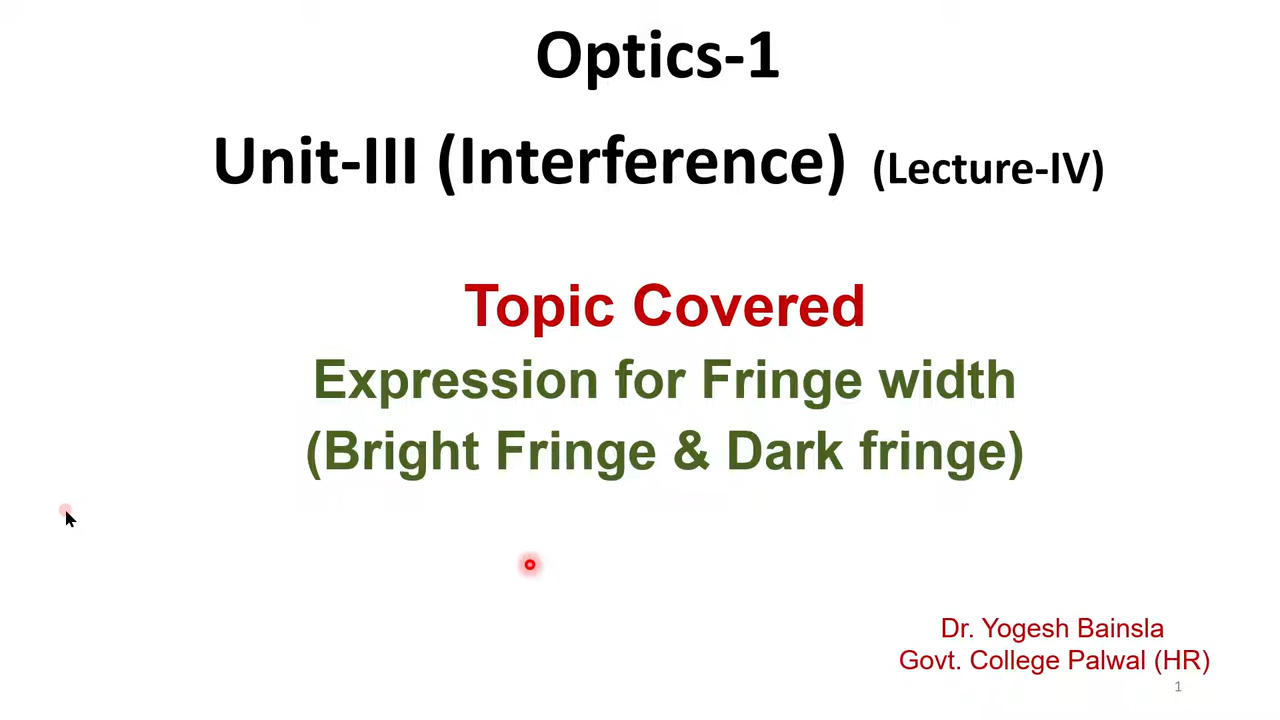 Optics-1
Unit-III (Interference) (Lecture-IV)
Topic Covered
Expression for Fringe width
(Bright Fringe & Dark fringe)
Dr. Yogesh Bainsla
Govt. College Palwal (HR)
1